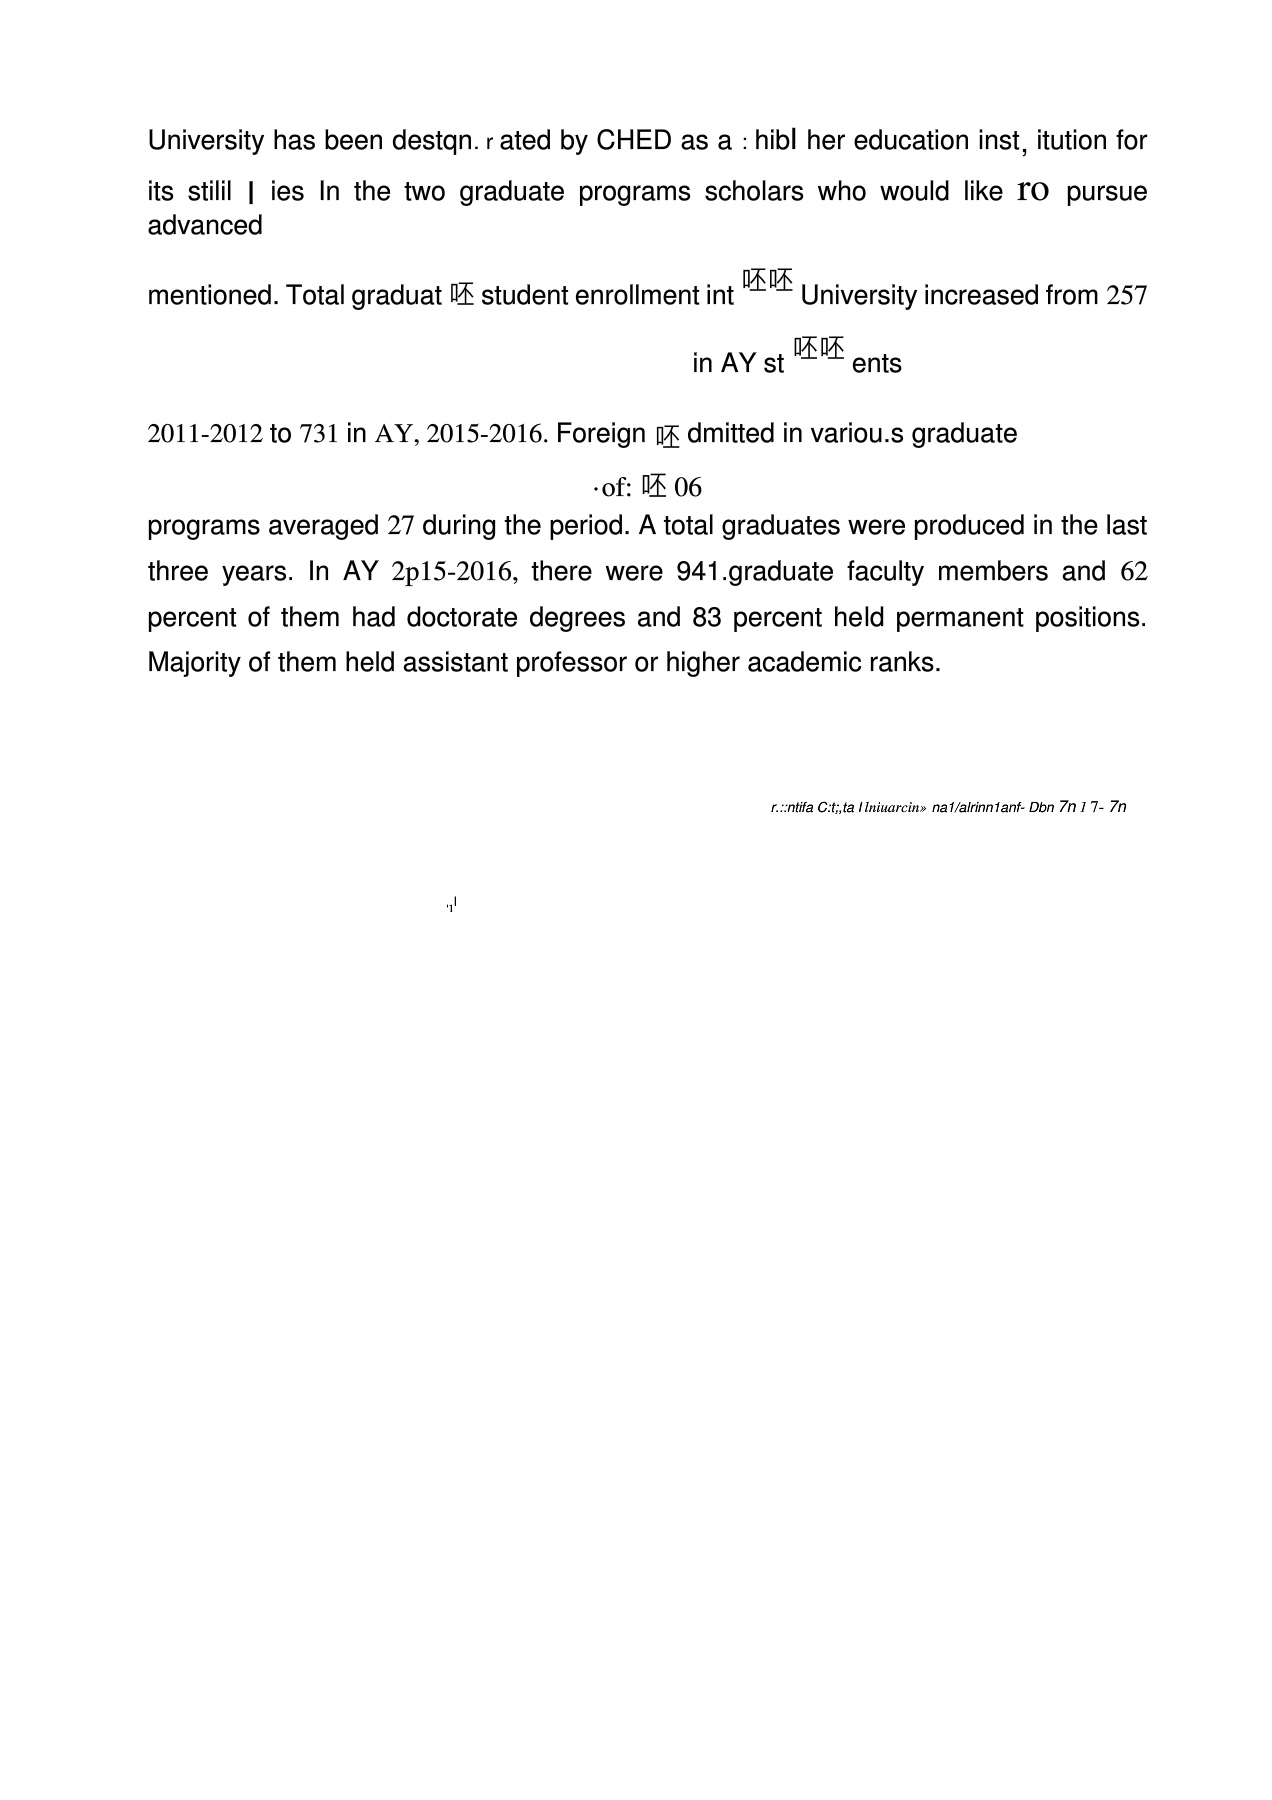 University has been destqn. r ated by CHED as a : hibl her education inst, itution for
its stilil | ies In the two graduate programs scholars who would like ro pursue
advanced
mentioned. Total graduat 呸 student enrollment int 呸呸 University increased from 257
in AY st 呸呸 ents
2011-2012 to 731 in AY, 2015-2016. Foreign 呸 dmitted in variou.s graduate
·of: 呸 06
programs averaged 27 during the period. A total graduates were produced in the last
three years. In AY 2p15-2016, there were 941.graduate faculty members and 62
percent of them had doctorate degrees and 83 percent held permanent positions.
Majority of them held assistant professor or higher academic ranks.
r.::ntifa C:t;,ta I lniuarcin» na1/alrinn1anf- Dbn 7n 1 7- 7n
'1l